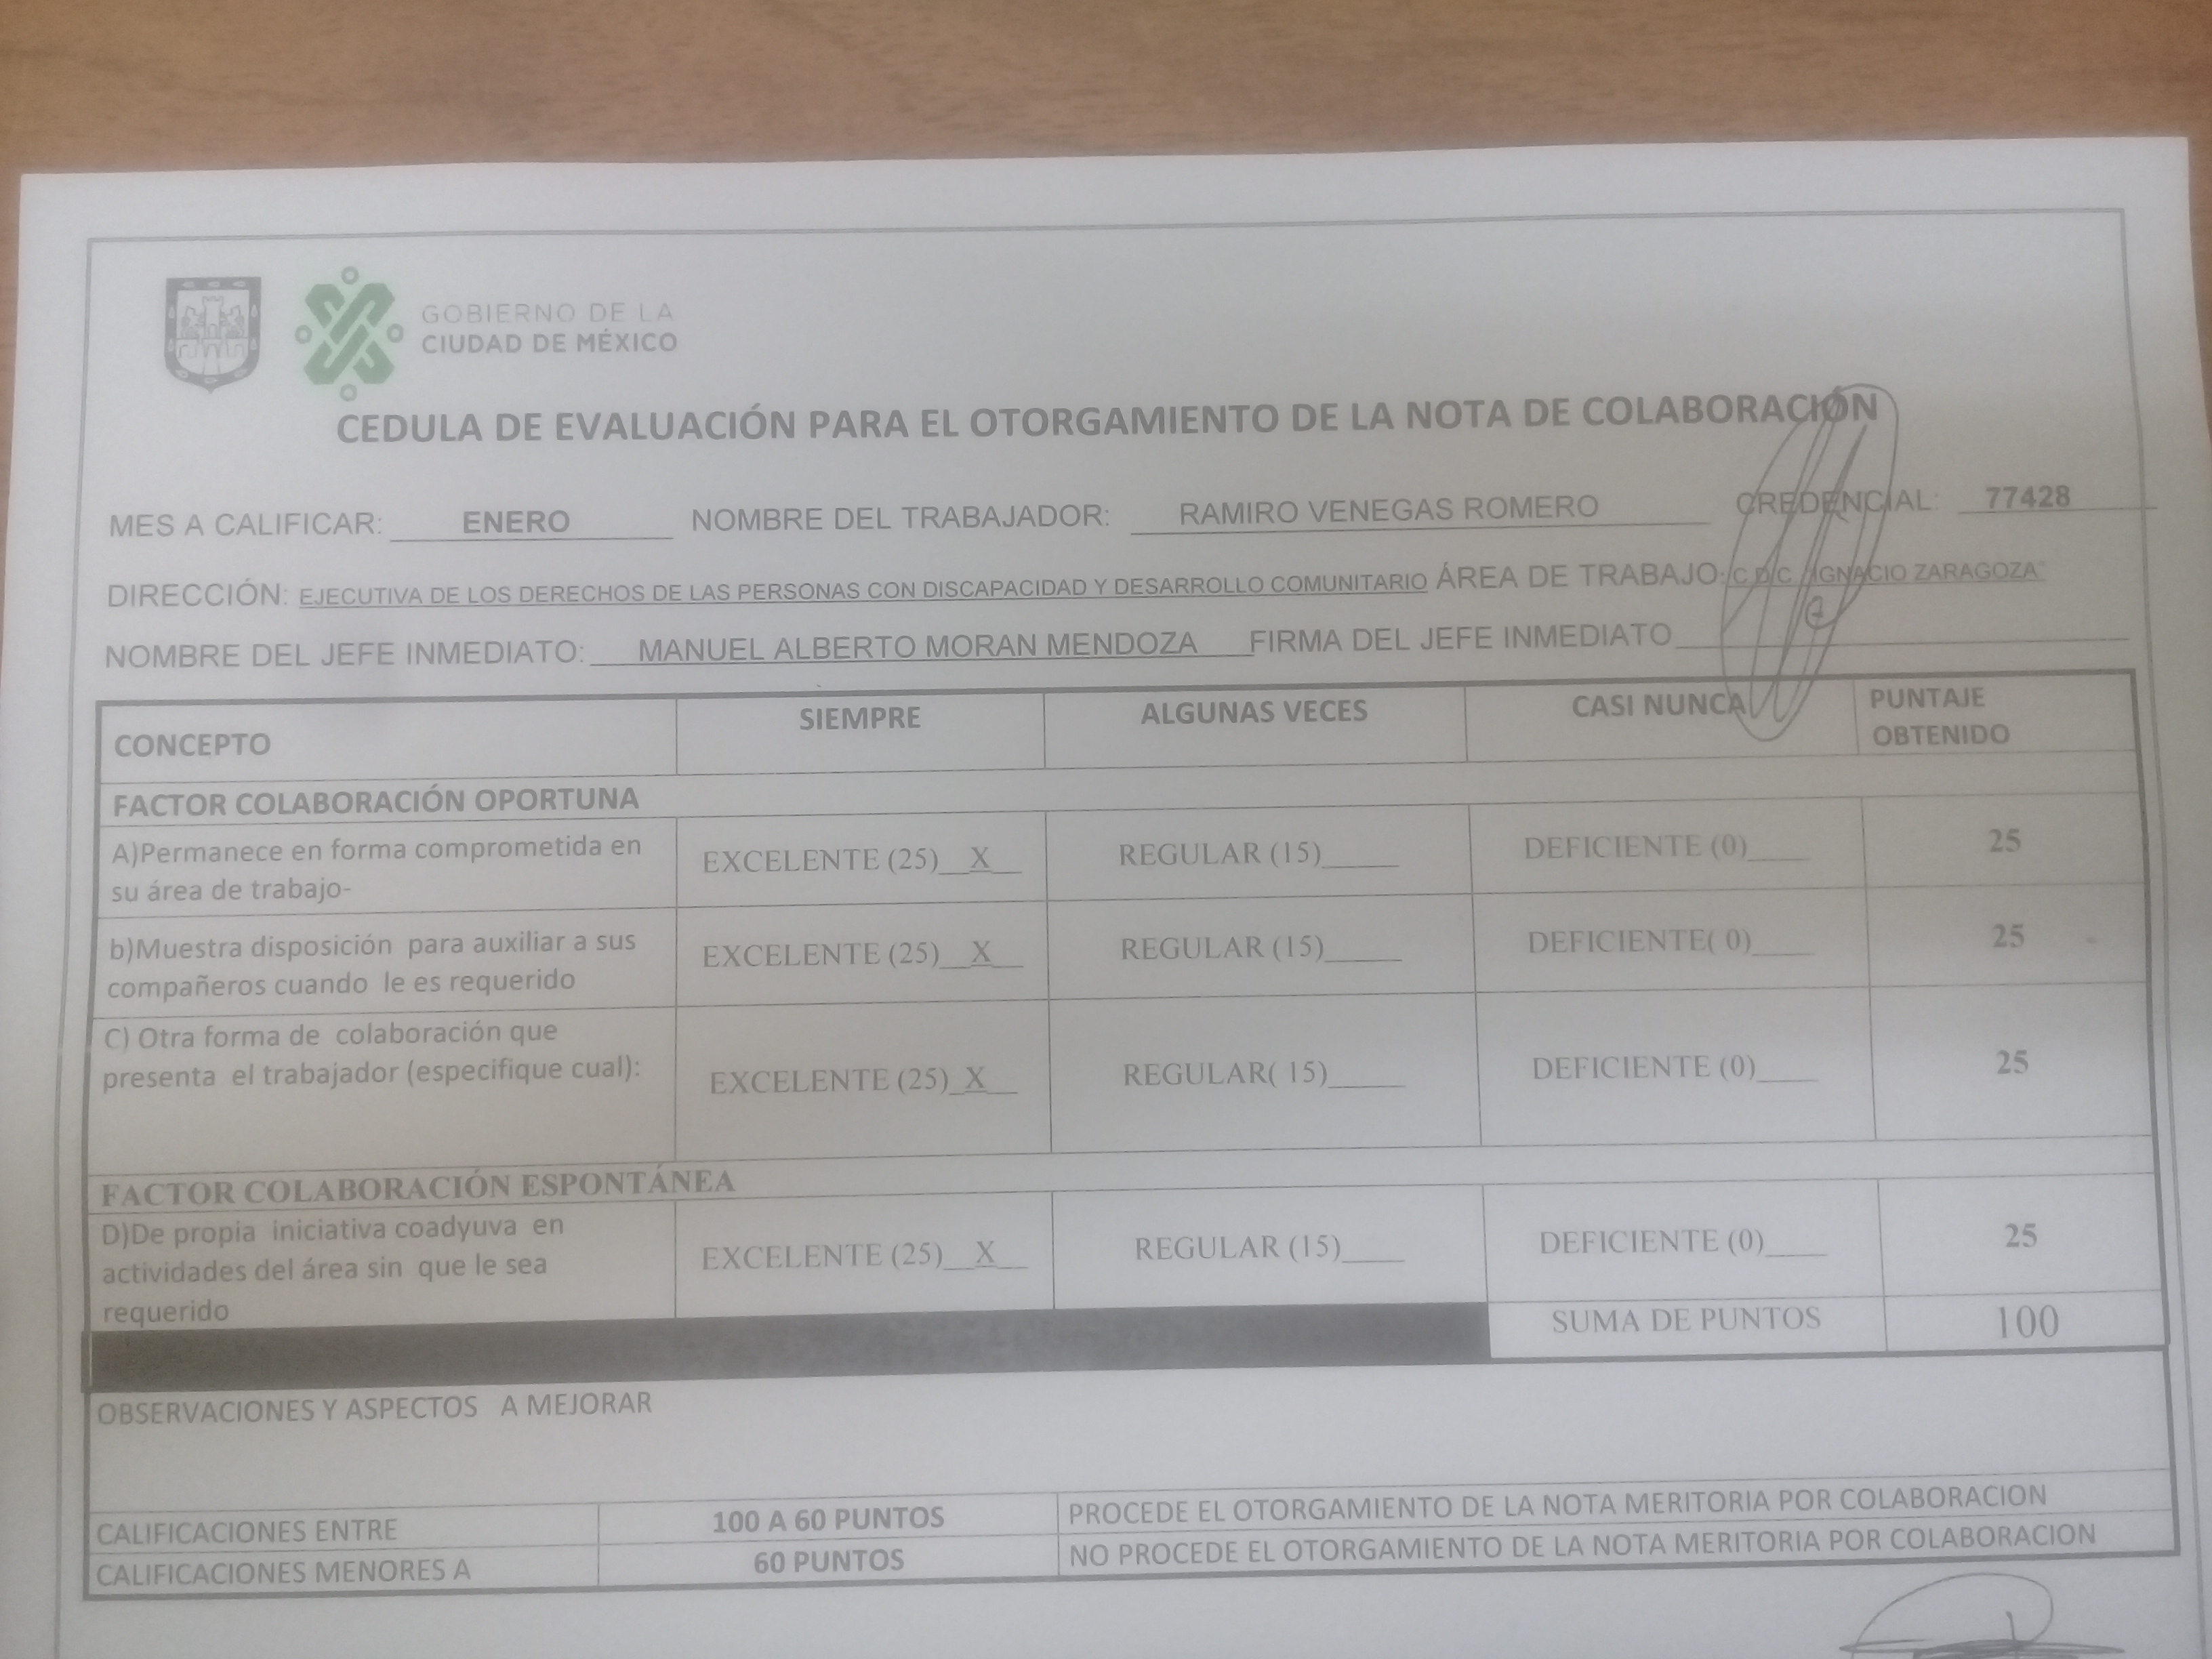 GOBIERNO DE LA
CIUDAD DE MÉXICO
CEDULA DE EVALUACIÓN PARA EL OTORGAMIENTO DE LA NOTA DE COLABORACIÓN
MES A CALIFICAR: ENERO NOMBRE DEL TRABAJADOR: RAMIRO VENEGAS ROMERO CREDENCIAL: 77428
DIRECCIÓN: EJECUTIVA DE LOS DERECHOS DE LAS PERSONAS CON DISCAPACIDAD Y DESARROLLO COMUNITARIO ÁREA DE TRABAJO: C.D.C. "IGNACIO ZARAGOZA"
NOMBRE DEL JEFE INMEDIATO: MANUEL ALBERTO MORAN MENDOZA FIRMA DEL JEFE INMEDIATO
CONCEPTO SIEMPRE ALGUNAS VECES CASI NUNCA PUNTAJE
OBTENIDO
FACTOR COLABORACIÓN OPORTUNA
A)Permanece en forma comprometida en
su área de trabajo-
EXCELENTE (25)__X__ REGULAR (15)_____ DEFICIENTE (0)____ 25
b)Muestra disposición para auxiliar a sus
compañeros cuando le es requerido
EXCELENTE (25)__X__ REGULAR (15)_____ DEFICIENTE( 0)____ 25
C) Otra forma de colaboración que
presenta el trabajador (especifique cual):
EXCELENTE (25)_X__ REGULAR( 15)_____ DEFICIENTE (0)____ 25
FACTOR COLABORACIÓN ESPONTÁNEA
D)De propia iniciativa coadyuva en
actividades del área sin que le sea
requerido
EXCELENTE (25)__X__ REGULAR (15)____ DEFICIENTE (0)____ 25
SUMA DE PUNTOS 100
OBSERVACIONES Y ASPECTOS A MEJORAR
CALIFICACIONES ENTRE 100 A 60 PUNTOS PROCEDE EL OTORGAMIENTO DE LA NOTA MERITORIA POR COLABORACION
CALIFICACIONES MENORES A 60 PUNTOS NO PROCEDE EL OTORGAMIENTO DE LA NOTA MERITORIA POR COLABORACION